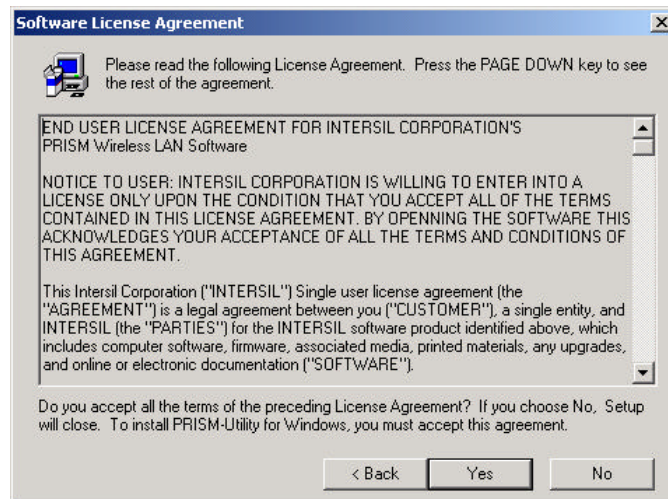 Software License Agreement
Please read the following License Agreement. Press the PAGE DOWN key to see
the rest of the agreement.
END USER LICENSE AGREEMENT FOR INTERSIL CORPORATION'S
PRISM Wireless LAN Software
NOTICE TO USER: INTERSIL CORPORATION IS WILLING TO ENTER INTO A
LICENSE ONLY UPON THE CONDITION THAT YOU ACCEPT ALL OF THE TERMS
CONTAINED IN THIS LICENSE AGREEMENT. BY OPENNING THE SOFTWARE THIS
ACKNOWLEDGES YOUR ACCEPTANCE OF ALL THE TERMS AND CONDITIONS OF
THIS AGREEMENT.
This Intersil Corporation ("INTERSIL") Single user license agreement (the
"AGREEMENT") is a legal agreement between you ("CUSTOMER"), a single entity, and
INTERSIL (the "PARTIES") for the INTERSIL software product identified above, which
includes computer software, firmware, associated media, printed materials, any upgrades,
and online or electronic documentation ("SOFTWARE").
Do you accept all the terms of the preceding License Agreement? If you choose No, Setup
will close. To install PRISM-Utility for Windows, you must accept this agreement.
< Back Yes No